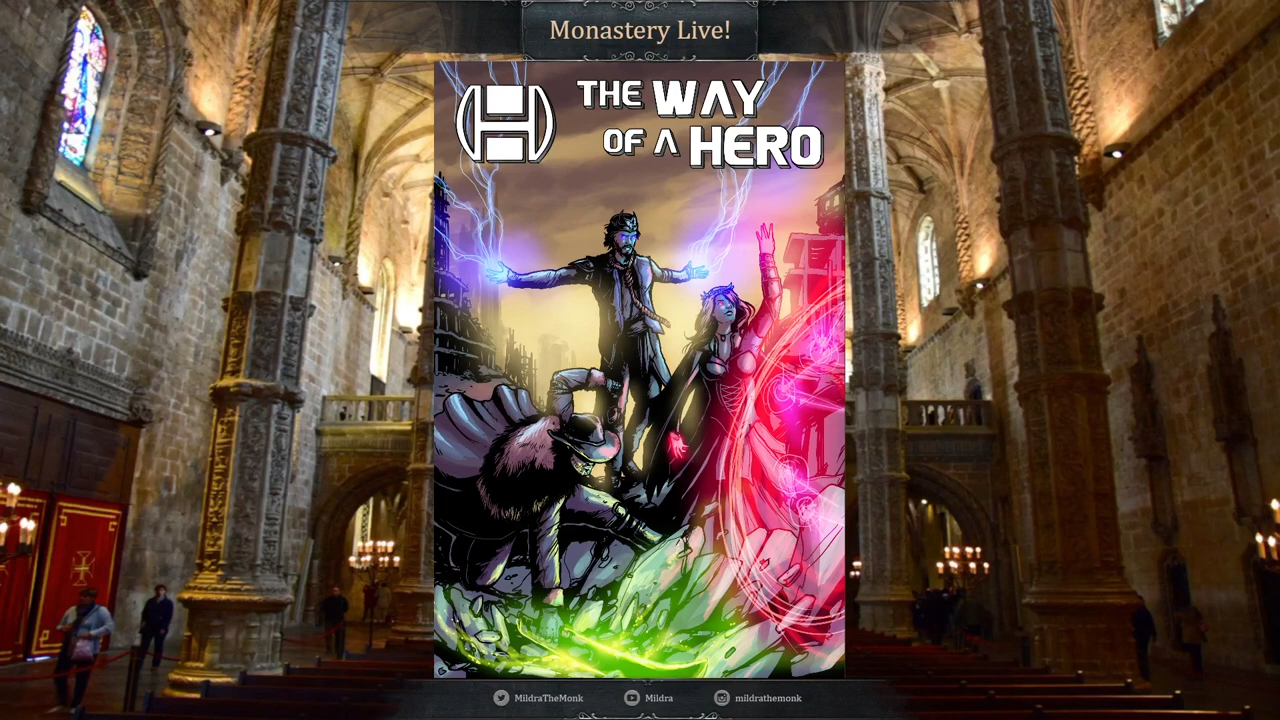 Monastery Live!
THE WAY
OF A HERO
MildraTheMonk
Mildra
mildrathemonk